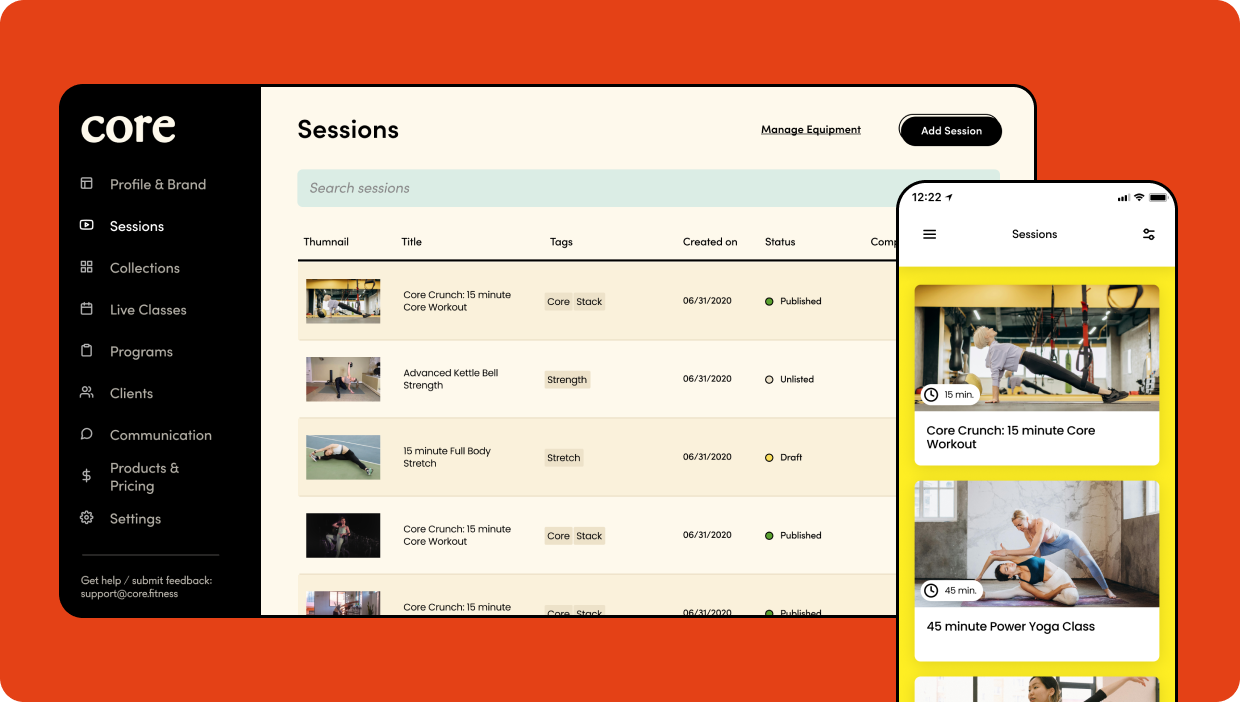 core
Profile & Brand
Sessions
Collections
Live Classes
Programs
Clients
Communication
Products &
Pricing
Settings
Get help / submit feedback:
support@core.fitness
Sessions
Manage Equipment
Add Session
Search sessions
Thumnail Title Tags Created on Status Comp
Core Crunch: 15 minute
Core Workout
Core Stack
06/31/2020
Published
Advanced Kettle Bell
Strength
Strength
06/31/2020
Unlisted
15 minute Full Body
Stretch
Stretch
06/31/2020
Draft
Core Crunch: 15 minute
Core Workout
Core Stack
06/31/2020
Published
Core Crunch: 15 minute
Core Stack
06/31/2020
Published
12:22
Sessions
15 min.
Core Crunch: 15 minute Core
Workout
45 min.
45 minute Power Yoga Class